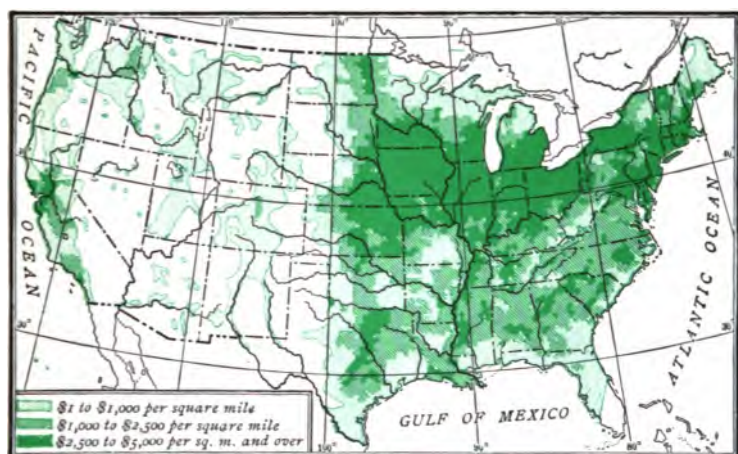 PACIFIC
OCEAN
ATLANTIC OCEAN
GULF OF MEXICO
100°
$1 to $1,000 per square mile
$1,000 to $2,500 per square mile
$2,500 to $5,000 per sq. m. and over